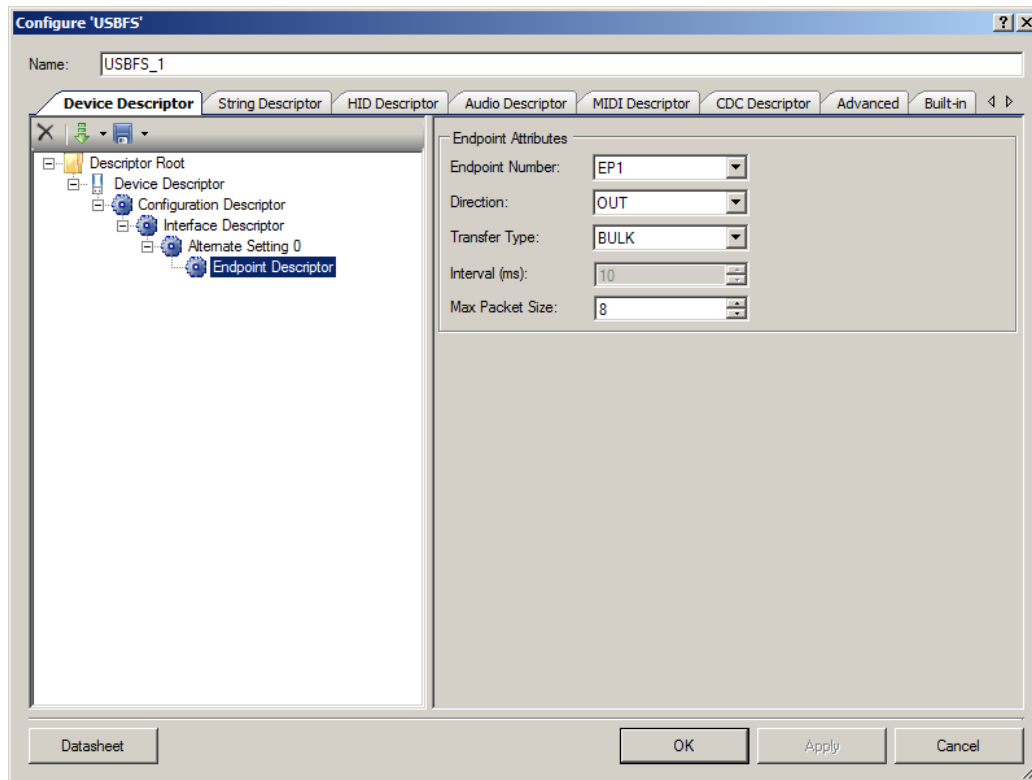 Configure 'USBFS'
Name: USBFS_1
Device Descriptor String Descriptor HID Descriptor Audio Descriptor MIDI Descriptor CDC Descriptor Advanced Built-in
Descriptor Root
Device Descriptor
Configuration Descriptor
Interface Descriptor
Alternate Setting 0
Endpoint Descriptor
Endpoint Attributes
Endpoint Number: EP1
Direction: OUT
Transfer Type: BULK
Interval (ms): 10
Max Packet Size: 8
Datasheet OK Apply Cancel